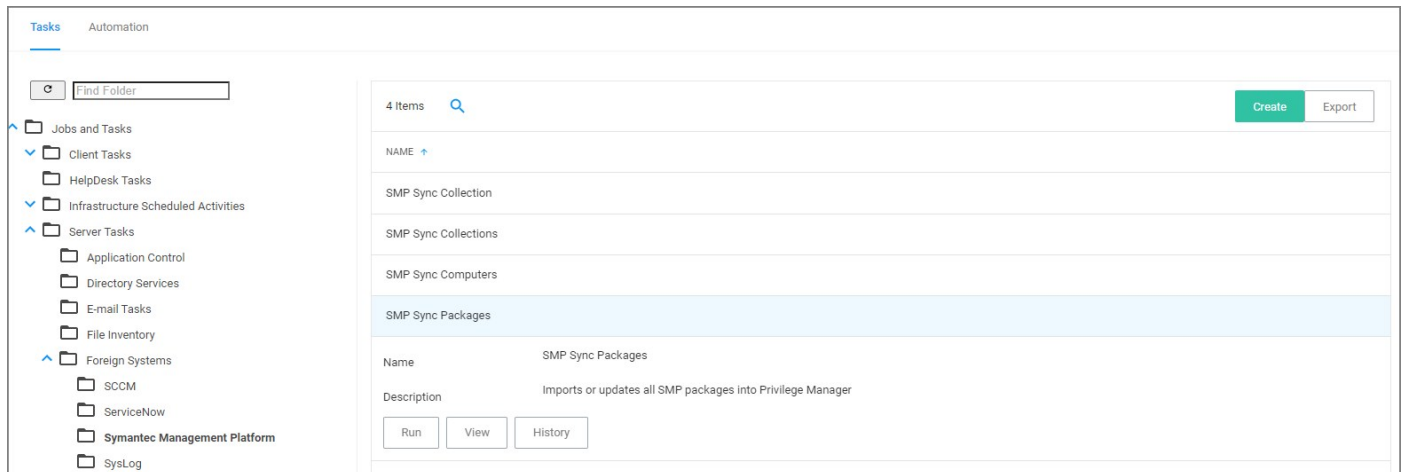 Tasks Automation
Find Folder
Jobs and Tasks
Client Tasks
HelpDesk Tasks
Infrastructure Scheduled Activities
Server Tasks
Application Control
Directory Services
E-mail Tasks
File Inventory
Foreign Systems
SCCM
ServiceNow
Symantec Management Platform
SysLog
4 Items Create Export
NAME
SMP Sync Collection
SMP Sync Collections
SMP Sync Computers
SMP Sync Packages
Name SMP Sync Packages
Description Imports or updates all SMP packages into Privilege Manager
Run View History